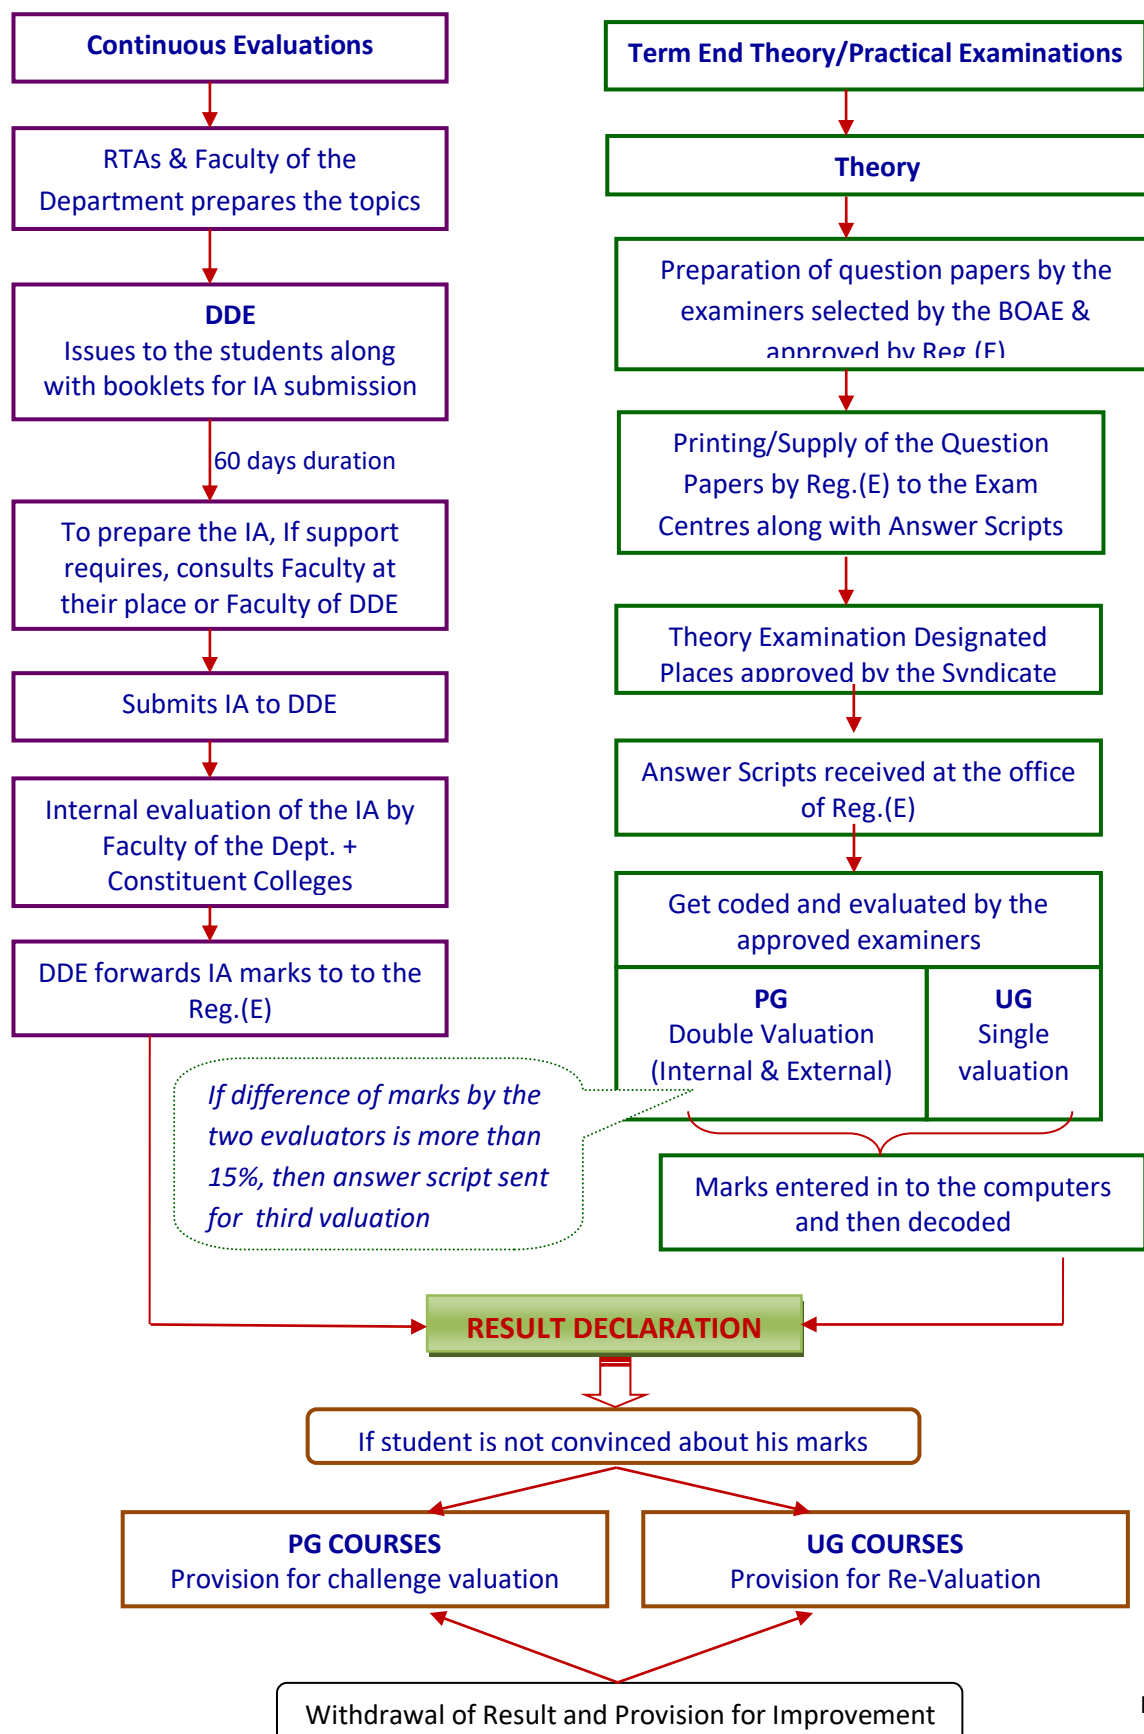 Continuous Evaluations
RTAs & Faculty of the
Department prepares the topics
DDE
Issues to the students along
with booklets for IA submission
60 days duration
To prepare the IA, If support
requires, consults Faculty at
their place or Faculty of DDE
Submits IA to DDE
Internal evaluation of the IA by
Faculty of the Dept. +
Constituent Colleges
DDE forwards IA marks to to the
Reg.(E)
Term End Theory/Practical Examinations
Theory
Preparation of question papers by the
examiners selected by the BOAE &
approved by Reg.(E)
Printing/Supply of the Question
Papers by Reg.(E) to the Exam
Centres along with Answer Scripts
Theory Examination Designated
Places approved by the Syndicate
Answer Scripts received at the office
of Reg.(E)
Get coded and evaluated by the
approved examiners
PG
Double Valuation
(Internal & External)
UG
Single
valuation
If difference of marks by the
two evaluators is more than
15%, then answer script sent
for third valuation
Marks entered in to the computers
and then decoded
RESULT DECLARATION
If student is not convinced about his marks
PG COURSES
Provision for challenge valuation
UG COURSES
Provision for Re-Valuation
Withdrawal of Result and Provision for Improvement